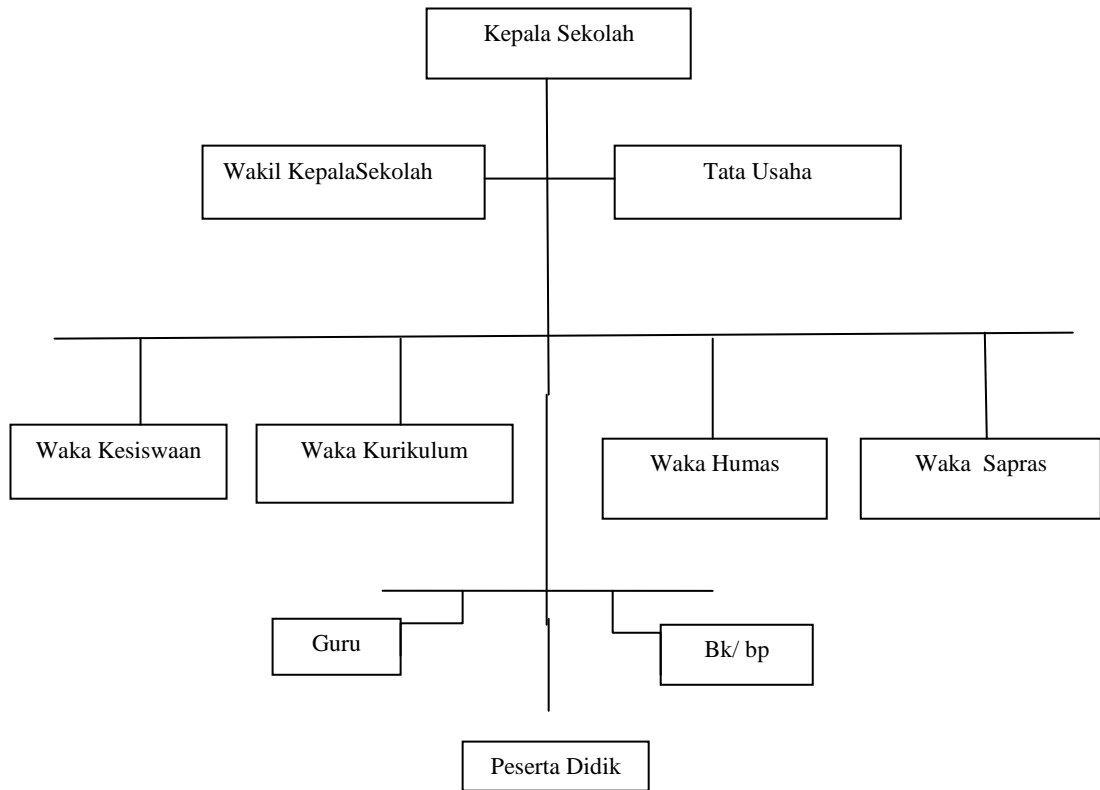 Kepala Sekolah
Wakil KepalaSekolah
Tata Usaha
Waka Kesiswaan
Waka Kurikulum
Waka Humas
Waka Sapras
Guru
Bk/ bp
Peserta Didik